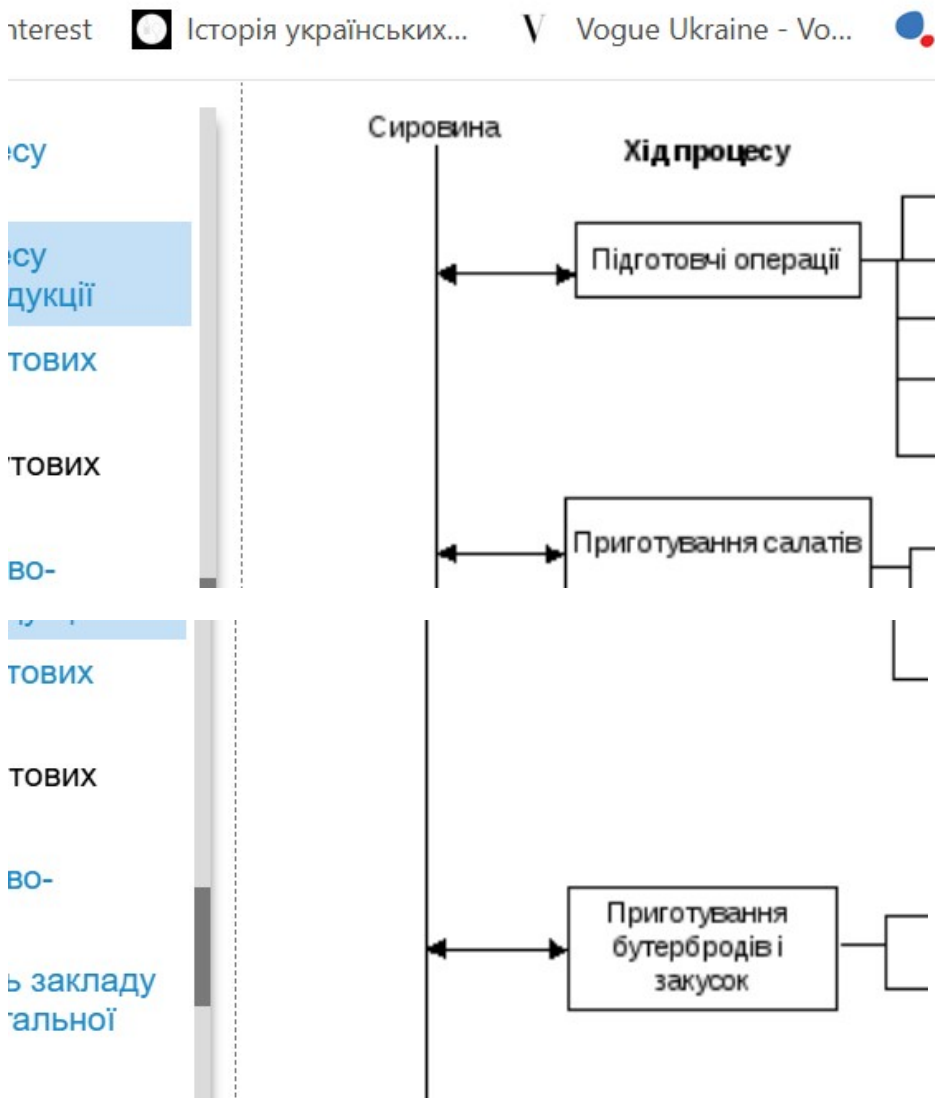 nterest Історія українських... V Vogue Ukraine - Vo...
есу
есу
дукції
тових
тових
во-
Сировина
Хід процесу
Підготовчі операції
Приготування салатів
тових
тових
во-
ь закладу
гальної
Приготування
бутербродів і
закусок